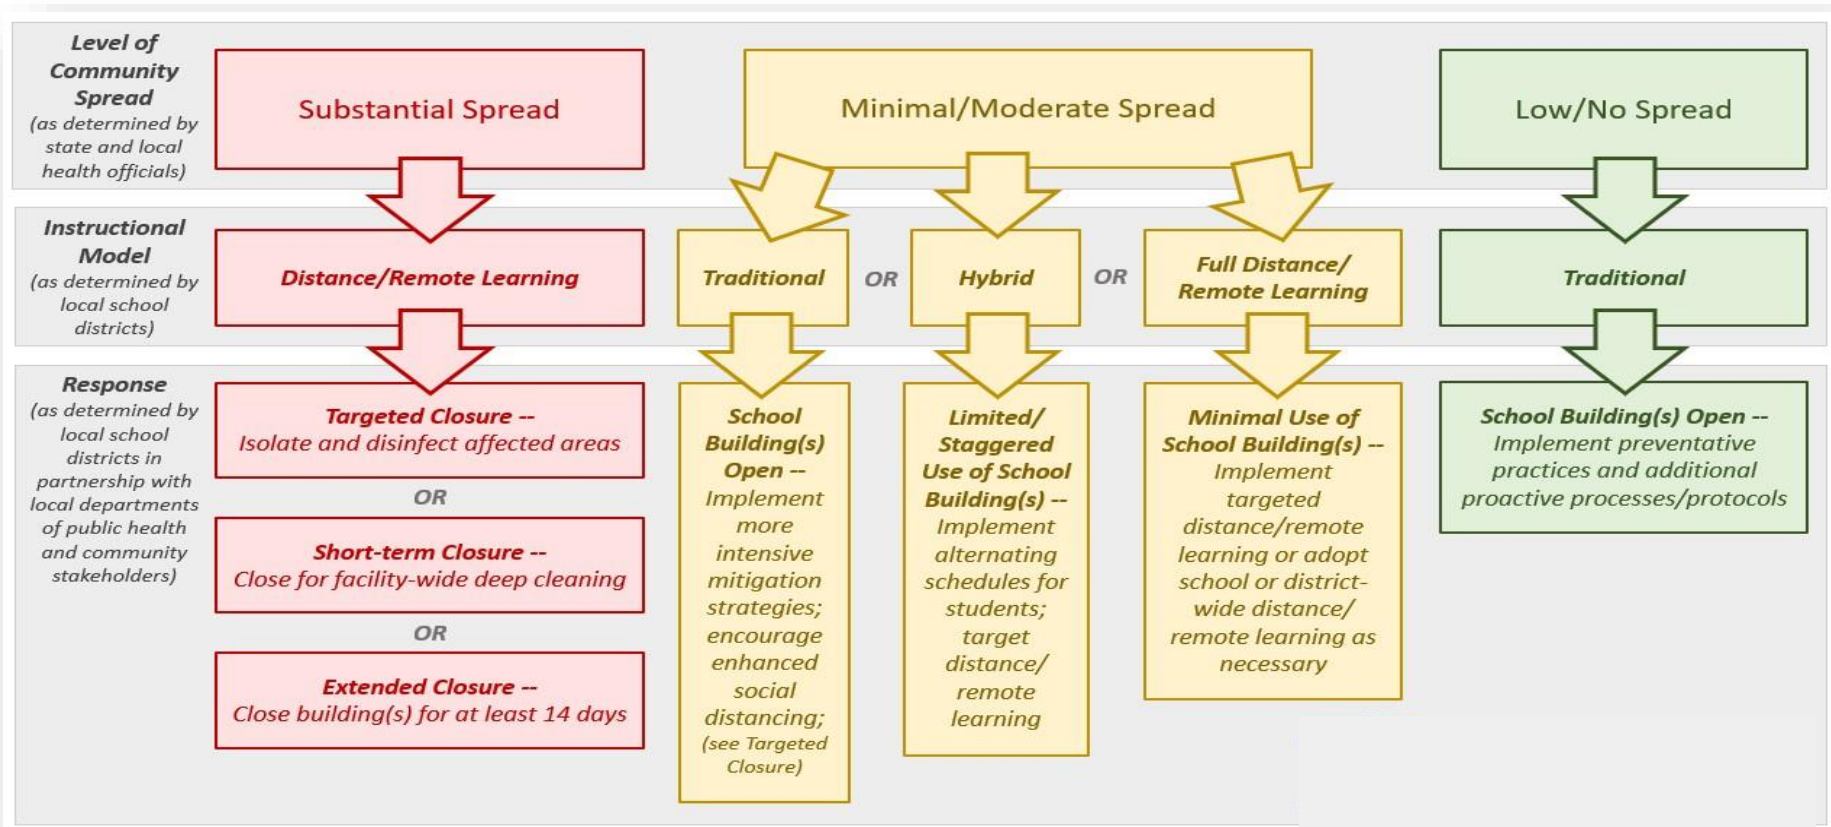 Level of
Community
Spread
(as determined by
state and local
health officials)
Substantial Spread
Minimal/Moderate Spread
Low/No Spread
Instructional
Model
(as determined by
local school
districts)
Distance/Remote Learning
Traditional
OR
Hybrid
OR
Full Distance/
Remote Learning
Traditional
Response
(as determined by
local school
districts in
partnership with
local departments
of public health
and community
stakeholders)
Targeted Closure --
Isolate and disinfect affected areas
OR
Short-term Closure --
Close for facility-wide deep cleaning
OR
Extended Closure --
Close building(s) for at least 14 days
School
Building(s)
Open --
Implement
more
intensive
mitigation
strategies;
encourage
enhanced
social
distancing;
(see Targeted
Closure)
Limited/
Staggered
Use of School
Building(s) --
Implement
alternating
schedules for
students;
target
distance/
remote
learning
Minimal Use of
School Building(s) --
Implement
targeted
distance/remote
learning or adopt
school or district-
wide distance/
remote learning as
necessary
School Building(s) Open --
Implement preventative
practices and additional
proactive processes/protocols